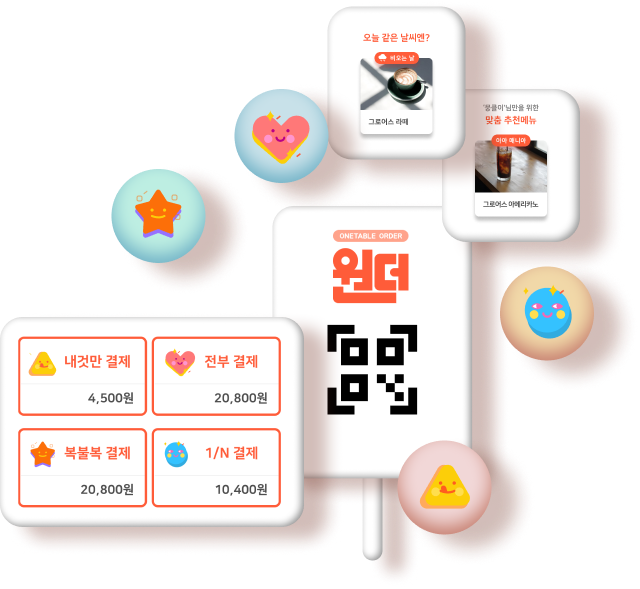 오늘 같은 날씨엔?
비오는 날
그로어스 라떼
'뭉플이'님만을 위한
맞춤 추천메뉴
아아 매니아
그로어스 아메리카노
ONETABLE ORDER
원더
내것만 결제
4,500원
전부 결제
20,800원
복불복 결제
20,800원
1/N 결제
10,400원